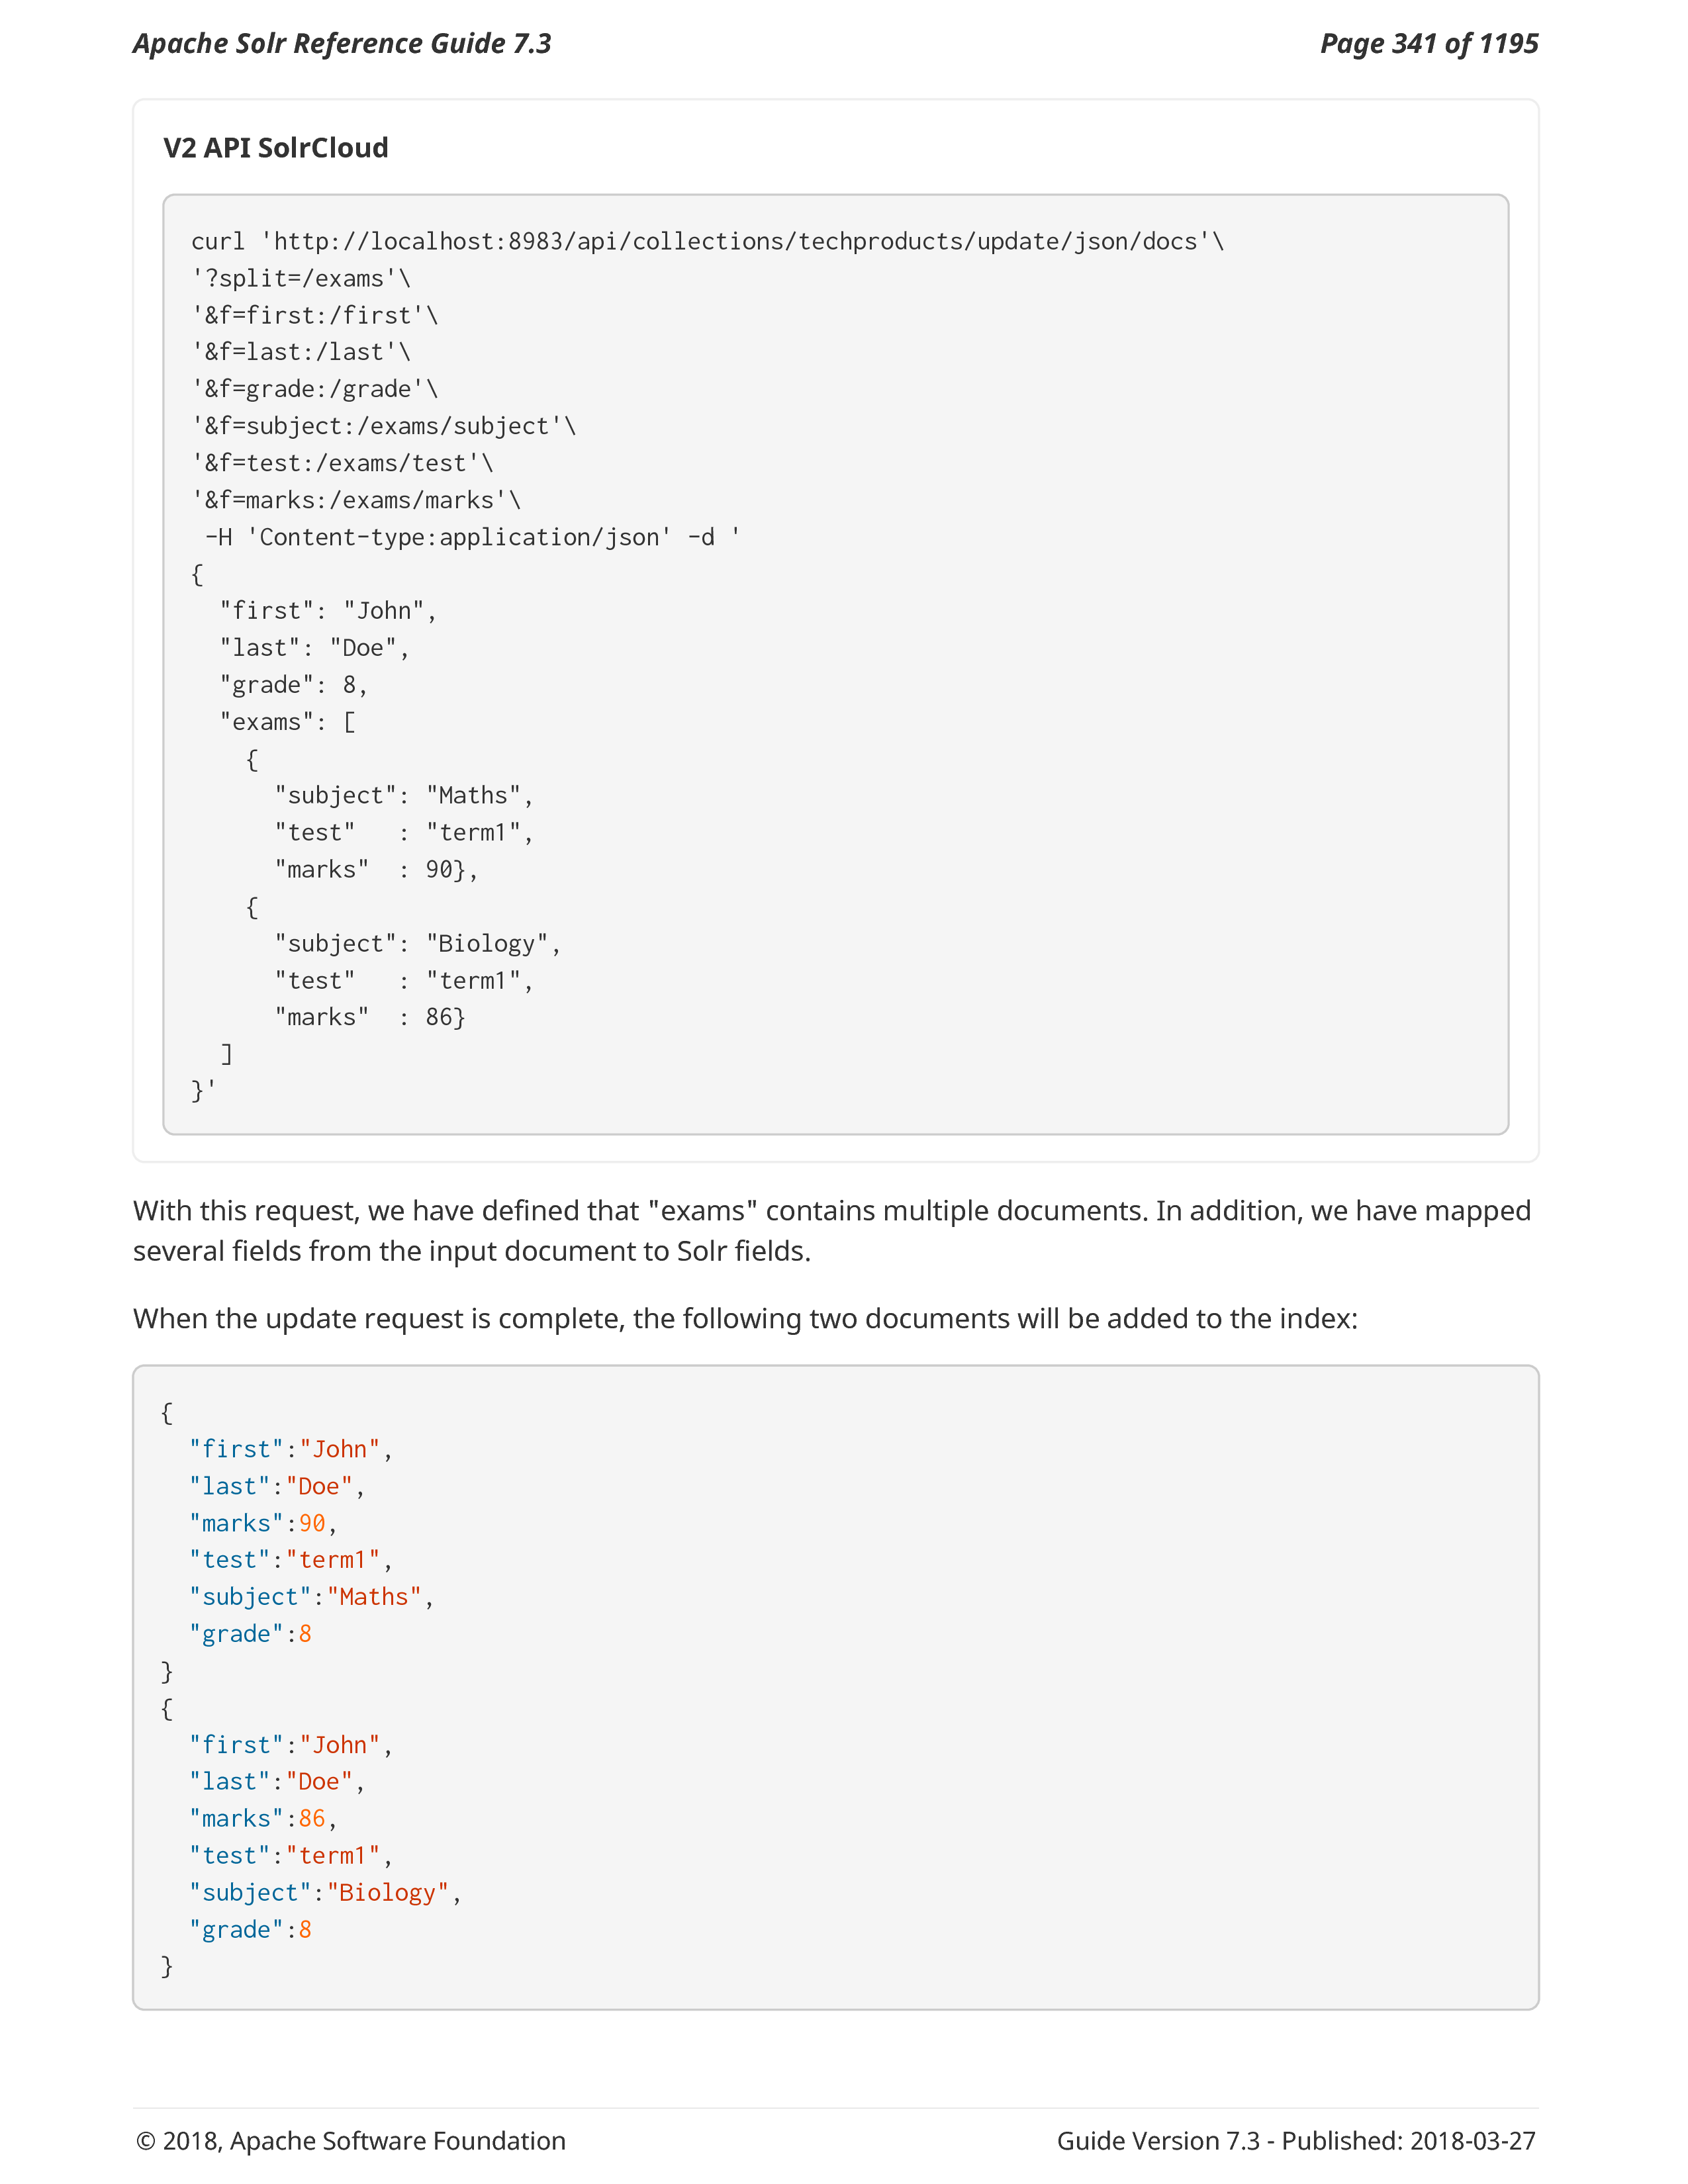 Apache Solr Reference Guide 7.3
Page 341 of 1195
V2 API SolrCloud
curl 'http://localhost:8983/api/collections/techproducts/update/json/docs'\
'?split=/exams'\
'&f=first:/first'\
'&f=last:/last'\
'&f=grade:/grade'\
'&f=subject:/exams/subject'\
'&f=test:/exams/test'\
'&f=marks:/exams/marks'\
 -H 'Content-type:application/json' -d '
{
  "first": "John",
  "last": "Doe",
  "grade": 8,
  "exams": [
    {
      "subject": "Maths",
      "test"   : "term1",
      "marks"  : 90},
    {
      "subject": "Biology",
      "test"   : "term1",
      "marks"  : 86}
  ]
}'
With this request, we have defined that "exams" contains multiple documents. In addition, we have mapped
several fields from the input document to Solr fields.
When the update request is complete, the following two documents will be added to the index:
{
  "first":"John",
  "last":"Doe",
  "marks":90,
  "test":"term1",
  "subject":"Maths",
  "grade":8
}
{
  "first":"John",
  "last":"Doe",
  "marks":86,
  "test":"term1",
  "subject":"Biology",
  "grade":8
}
© 2018, Apache Software Foundation
Guide Version 7.3 - Published: 2018-03-27